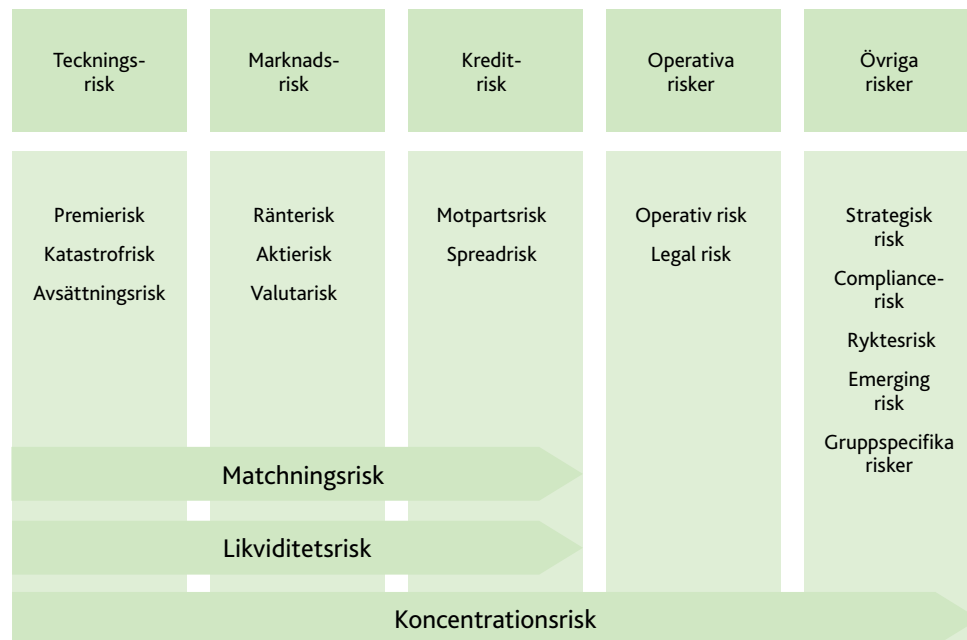 Tecknings-
risk
Marknads-
risk
Kredit-
risk
Operativa
risker
Övriga
risker
Premierisk
Katastrofrisk
Avsättningsrisk
Ränterisk
Aktierisk
Valutarisk
Motpartsrisk
Spreadrisk
Operativ risk
Legal risk
Strategisk
risk
Compliance-
risk
Ryktesrisk
Emerging
risk
Gruppspecifika
risker
Matchningsrisk
Likviditetsrisk
Koncentrationsrisk